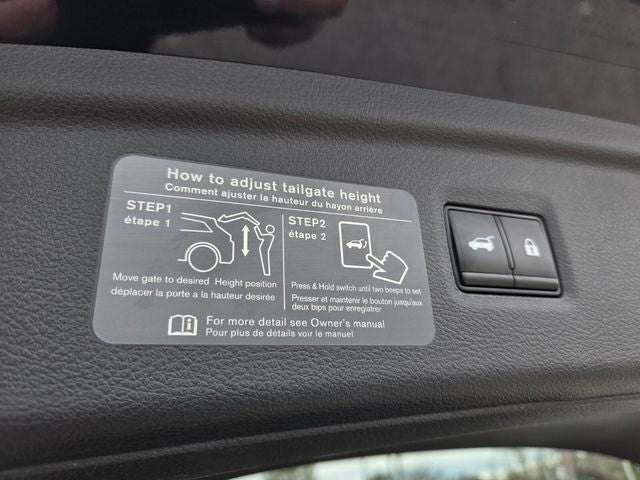 How to adjust tailgate height
Comment ajuster la hauteur du hayon arrière
STEP1
étape 1
Move gate to desired Height position
déplacer la porte a la hauteur desirée
STEP2
étape 2
Press & Hold switch until two beeps to set
Presser et maintenir le bouton jusqu'aux
deux bips pour enregistrer
For more detail see Owner's manual
Pour plus de détails voir le manuel